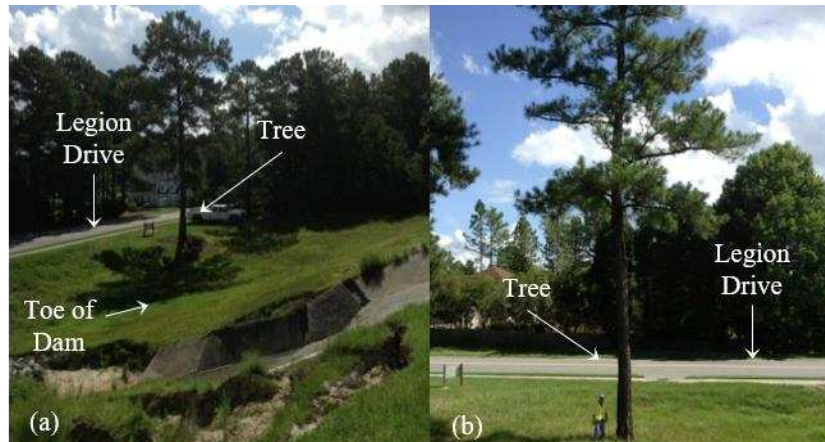 Legion
Drive
Tree
Toe of
Dam
(a)
Tree
Legion
Drive
(b)